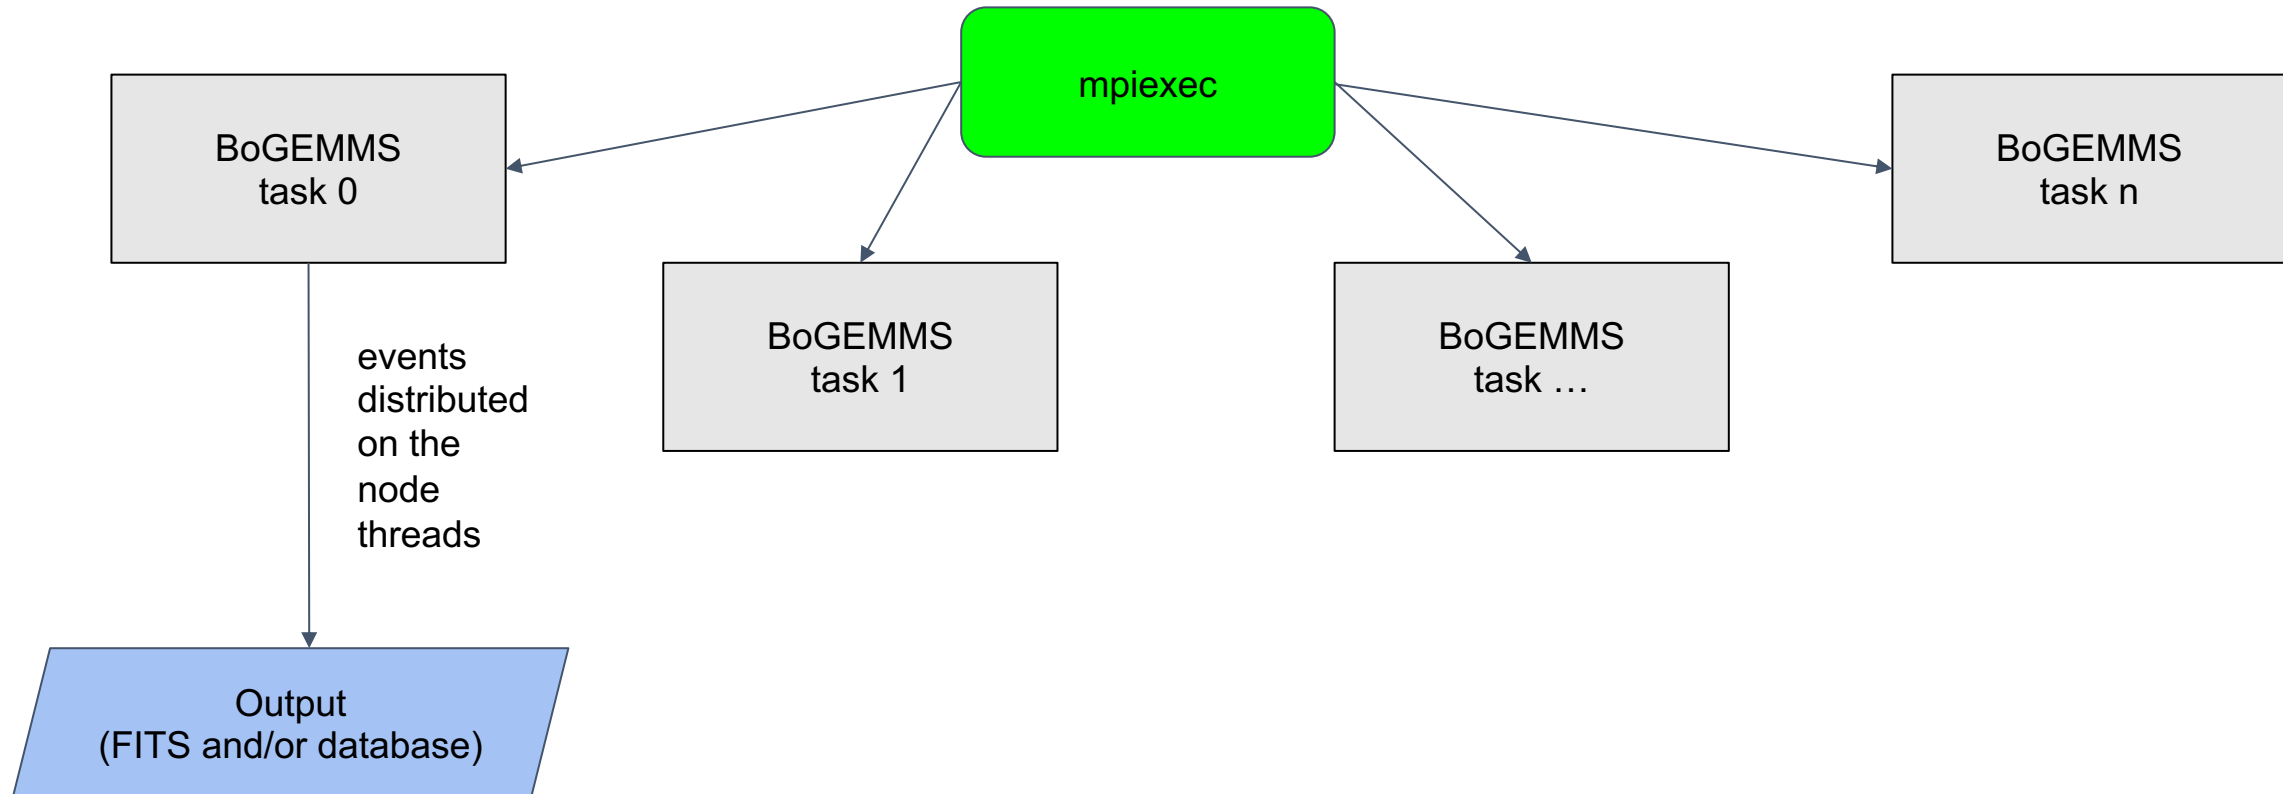 mpiexec
BoGEMMS
task 0
BoGEMMS
task 1
BoGEMMS
task …
BoGEMMS
task n
events
distributed
on the
node
threads
Output
(FITS and/or database)